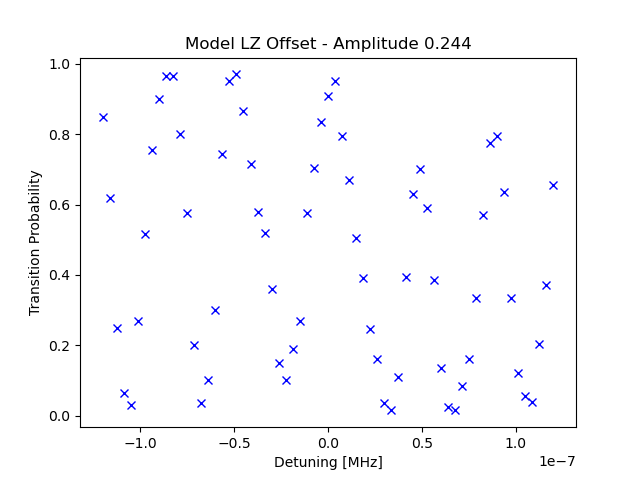 Model LZ Offset - Amplitude 0.244
1.0
0.8
0.6
0.4
0.2
0.0
Transition Probability
−1.0 −0.5 0.0 0.5 1.0
1e−7
Detuning [MHz]